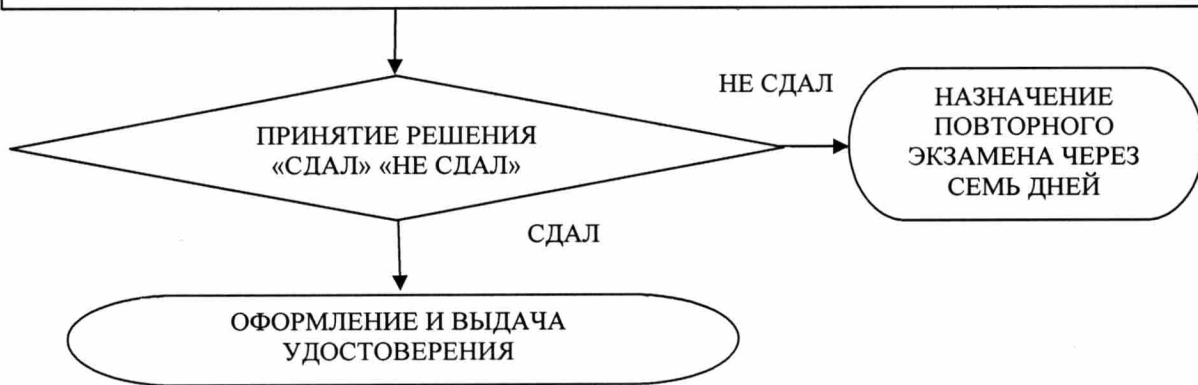 НЕ СДАЛ
НАЗНАЧЕНИЕ
ПОВТОРНОГО
ЭКЗАМЕНА ЧЕРЕЗ
СЕМЬ ДНЕЙ
ПРИНЯТИЕ РЕШЕНИЯ
«СДАЛ» «НЕ СДАЛ»
СДАЛ
ОФОРМЛЕНИЕ И ВЫДАЧА
УДОСТОВЕРЕНИЯ